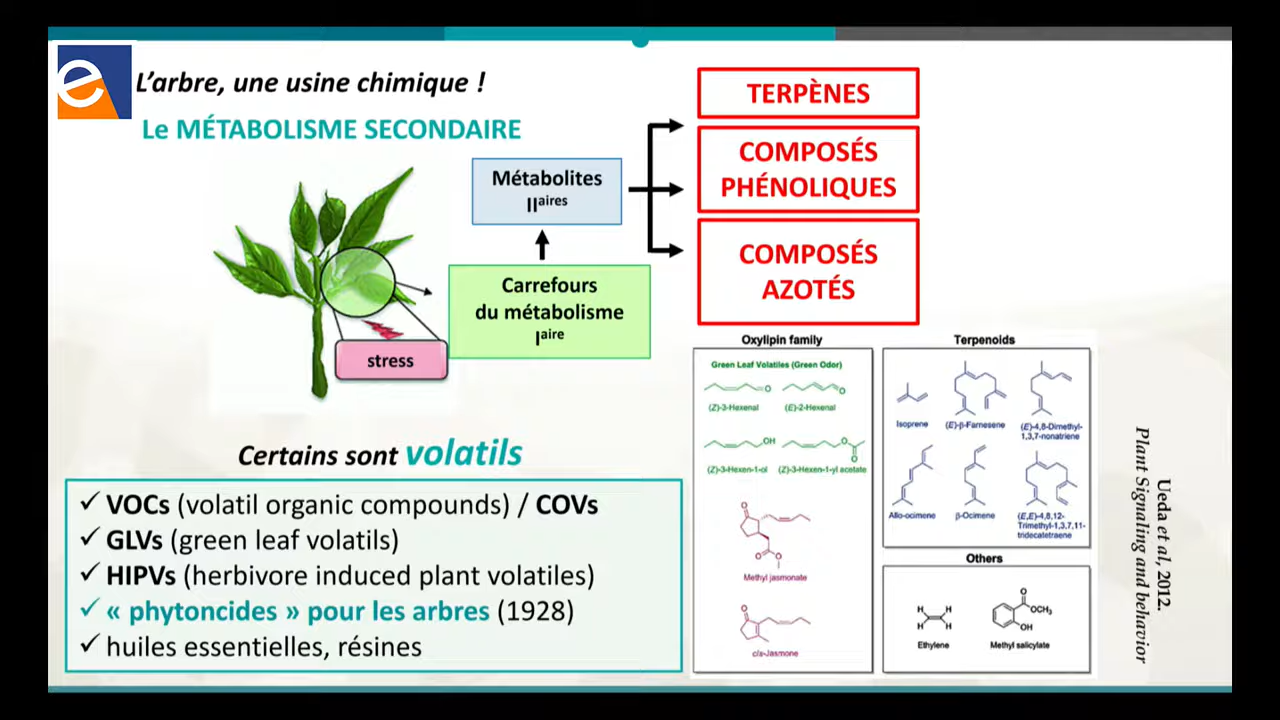 L'arbre, une usine chimique !
Le MÉTABOLISME SECONDAIRE
TERPÈNES
COMPOSÉS
PHÉNOLIQUES
COMPOSÉS
AZOTÉS
Métabolites
IIaires
Carrefours
du métabolisme
Iaire
stress
Certains sont volatils
✓ VOCs (volatil organic compounds) / COVs
✓ GLVs (green leaf volatils)
✓ HIPVs (herbivore induced plant volatiles)
✓ « phytoncides » pour les arbres (1928)
✓ huiles essentielles, résines
Oxylipin family
Green Leaf Volatiles (Green Odor)
O
O
(Z)-3-Hexenal
(E)-2-Hexenal
OH
O
O
(Z)-3-Hexen-1-ol
(Z)-3-Hexen-1-yl acetate
O
O
O
Methyl jasmonate
O
cis-Jasmone
Terpenoids
Isoprene
(E)-β-Farnesene
(E)-4,8-Dimethyl-
1,3,7-nonatriene
Allo-ocimene
β-Ocimene
(E,E)-4,8,12-
Trimethyl-1,3,7,11-
tridecatetraene
Others
H
H
H
H
Ethylene
O
OCH3
OH
Methyl salicylate
Ueda et al, 2012.
Plant Signaling and behavior